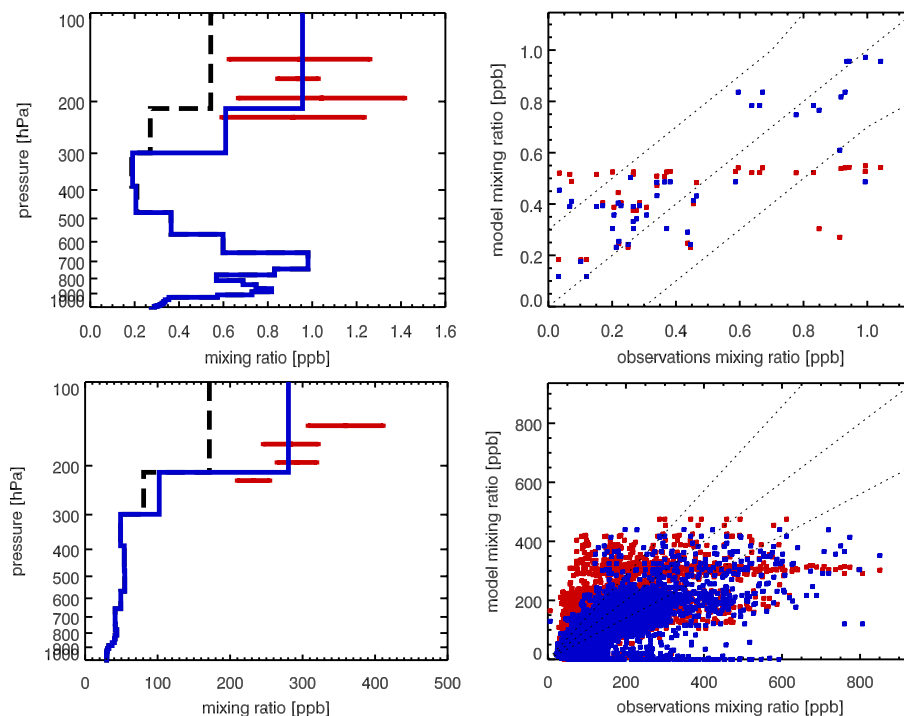 100
200
300
400
500
600
700
800
900
1000
pressure [hPa]
0.0 0.2 0.4 0.6 0.8 1.0 1.2 1.4 1.6
mixing ratio [ppb]
1.0
0.8
0.6
0.4
0.2
0.0
model mixing ratio [ppb]
0.0 0.2 0.4 0.6 0.8 1.0
observations mixing ratio [ppb]
100
200
300
400
500
600
700
800
900
1000
pressure [hPa]
0 100 200 300 400 500
mixing ratio [ppb]
800
600
400
200
0
model mixing ratio [ppb]
0 200 400 600 800
observations mixing ratio [ppb]